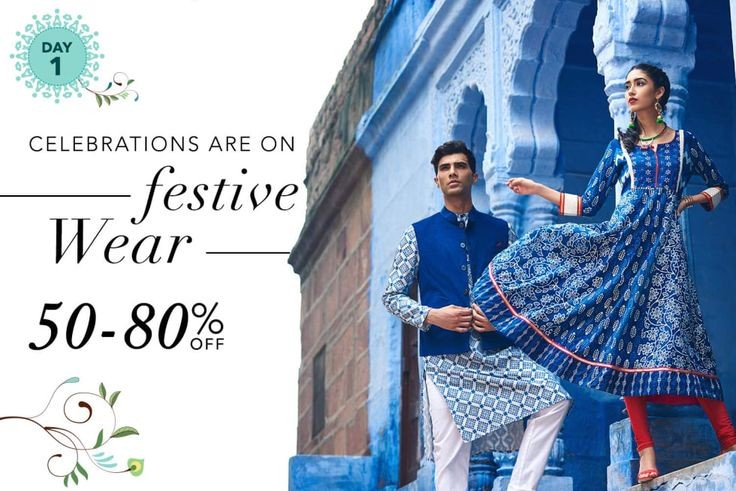 DAY
1
CELEBRATIONS ARE ON
festive
Wear
50-80% OFF